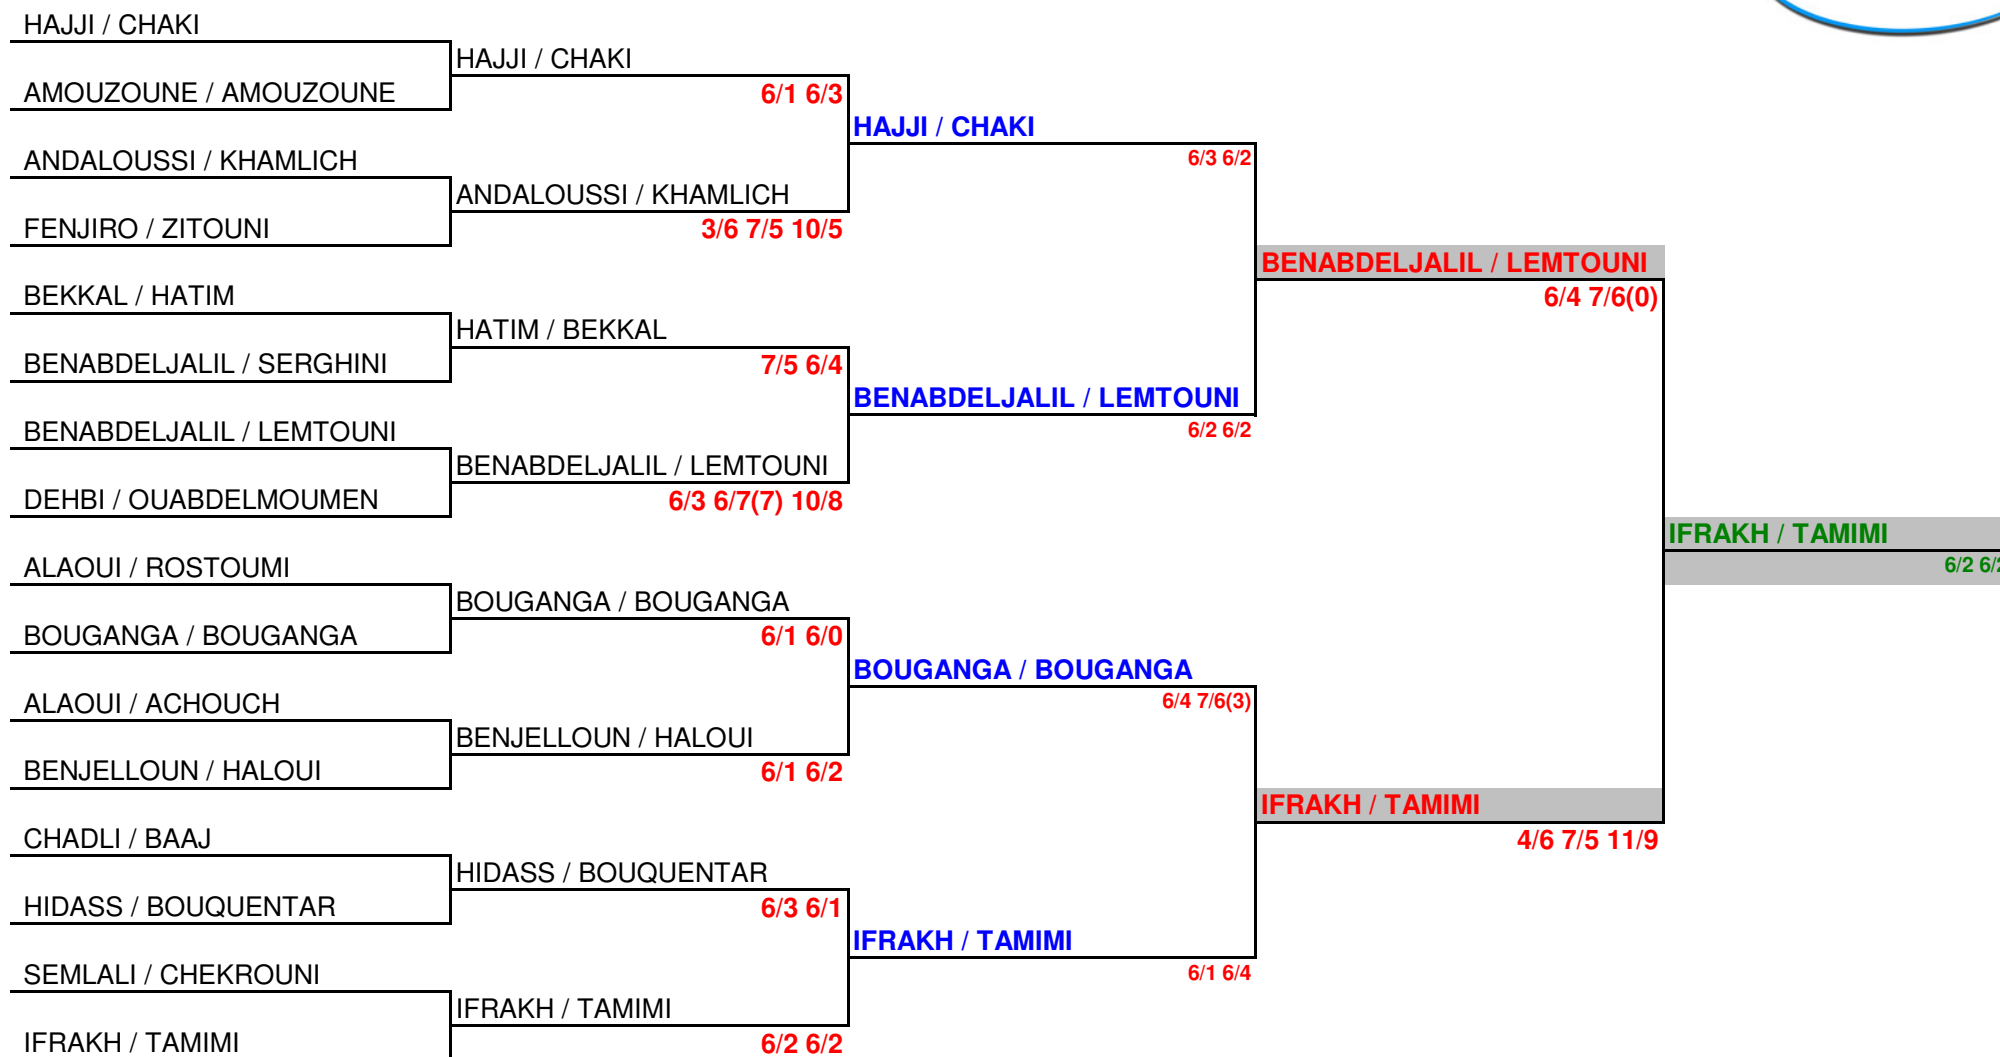 HAJJI / CHAKI
HAJJI / CHAKI
AMOUZOUNE / AMOUZOUNE
6/1 6/3
HAJJI / CHAKI
ANDALOUSSI / KHAMLICH
6/3 6/2
ANDALOUSSI / KHAMLICH
FENJIRO / ZITOUNI
3/6 7/5 10/5
BENABDELJALIL / LEMTOUNI
BEKKAL / HATIM
6/4 7/6(0)
HATIM / BEKKAL
BENABDELJALIL / SERGHINI
7/5 6/4
BENABDELJALIL / LEMTOUNI
BENABDELJALIL / LEMTOUNI
6/2 6/2
BENABDELJALIL / LEMTOUNI
DEHBI / OUABDELMOUMEN
6/3 6/7(7) 10/8
IFRAKH / TAMIMI
ALAOUI / ROSTOUMI
6/2 6/2
BOUGANGA / BOUGANGA
BOUGANGA / BOUGANGA
6/1 6/0
BOUGANGA / BOUGANGA
ALAOUI / ACHOUCH
6/4 7/6(3)
BENJELLOUN / HALOUI
BENJELLOUN / HALOUI
6/1 6/2
IFRAKH / TAMIMI
CHADLI / BAAJ
4/6 7/5 11/9
HIDASS / BOUQUENTAR
HIDASS / BOUQUENTAR
6/3 6/1
IFRAKH / TAMIMI
SEMLALI / CHEKROUNI
6/1 6/4
IFRAKH / TAMIMI
IFRAKH / TAMIMI
6/2 6/2